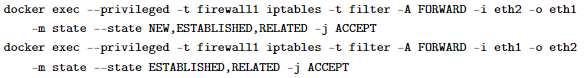 docker exec --privileged -t firewall1 iptables -t filter -A FORWARD -i eth2 -o eth1
-m state --state NEW,ESTABLISHED,RELATED -j ACCEPT
docker exec --privileged -t firewall1 iptables -t filter -A FORWARD -i eth1 -o eth2
-m state --state ESTABLISHED,RELATED -j ACCEPT